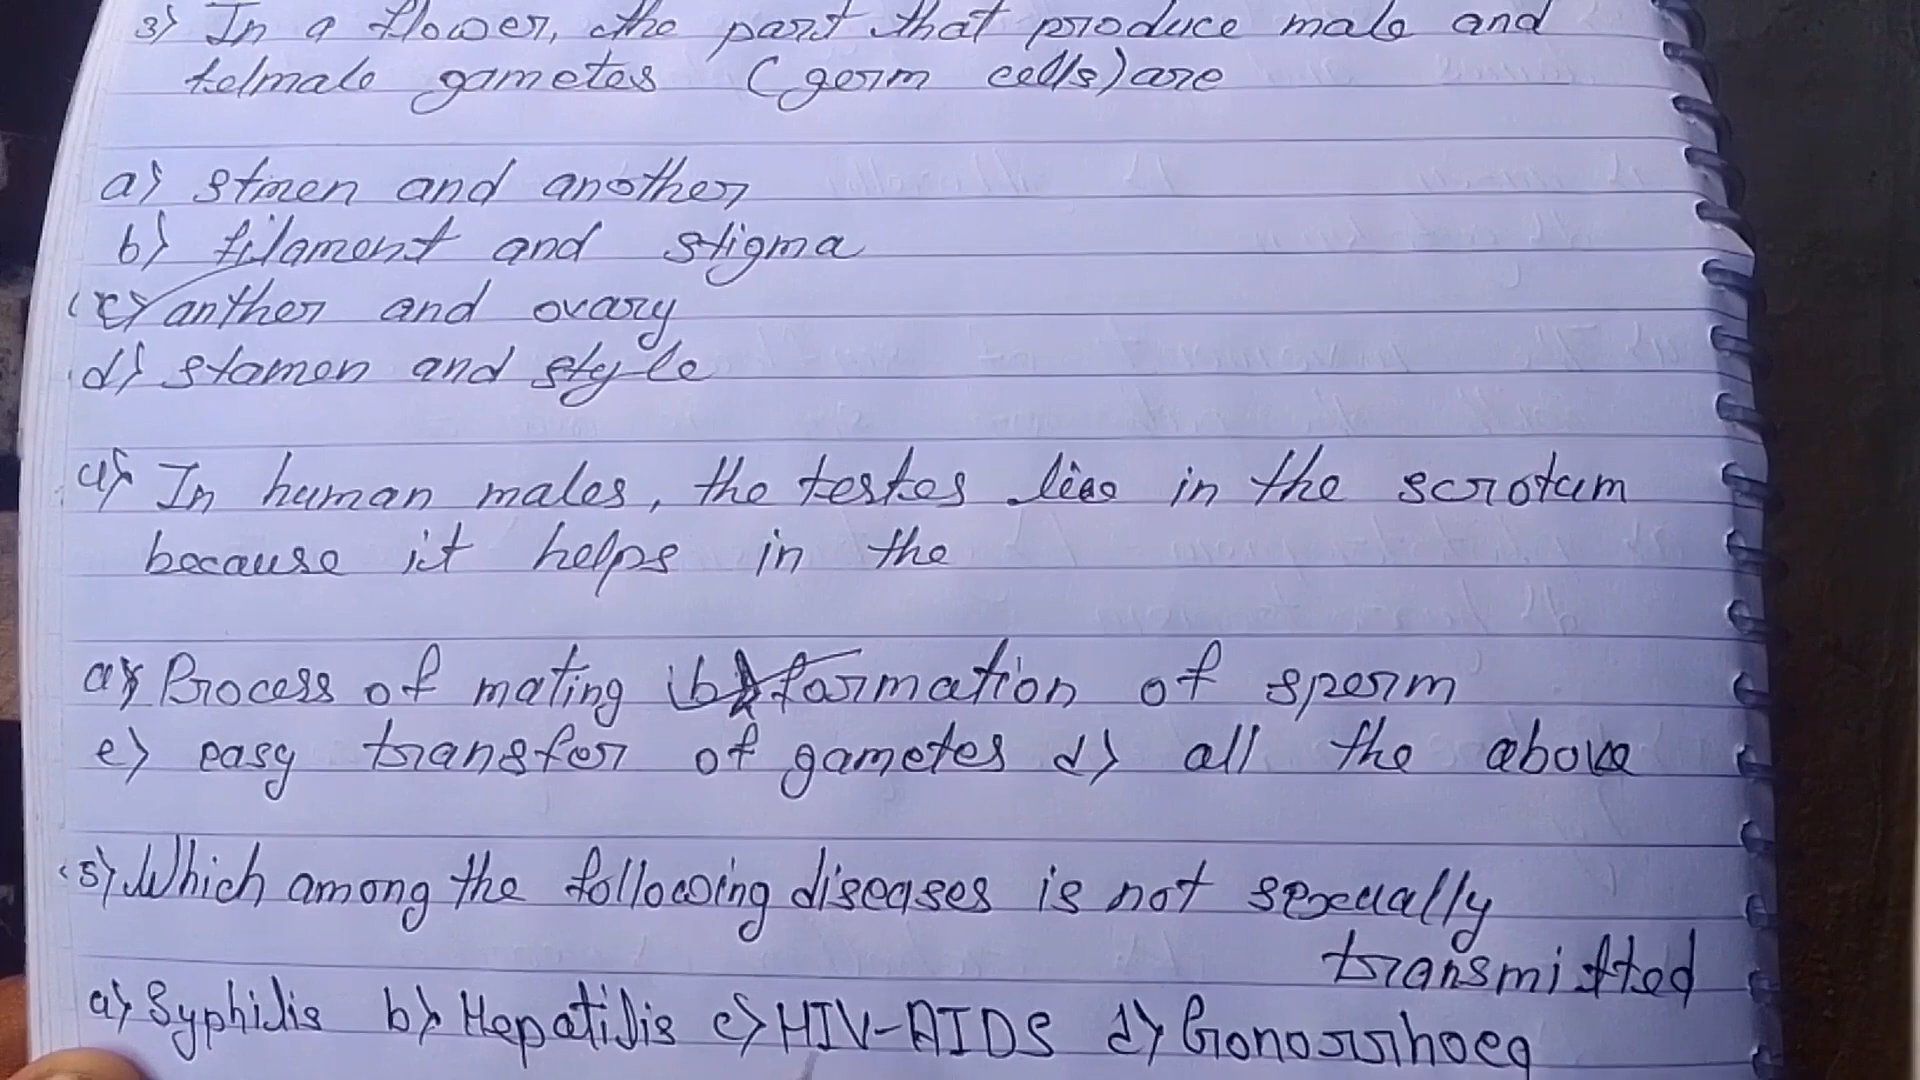 3) In a flower, the part that produce male and
felmale gametes (germ cells) are
a) stmen and another
b) filament and stigma
(c) anther and ovary
d) stamen and style
4) In human males, the testes lies in the scrotum
because it helps in the
a) Process of mating (b) formation of sperm
e) easy transfer of gametes d) all the above
(5) Which among the following diseases is not sexually
transmitted
a) Syphilis b) Hepatitis c) HIV-AIDS d) Gonorrhoea